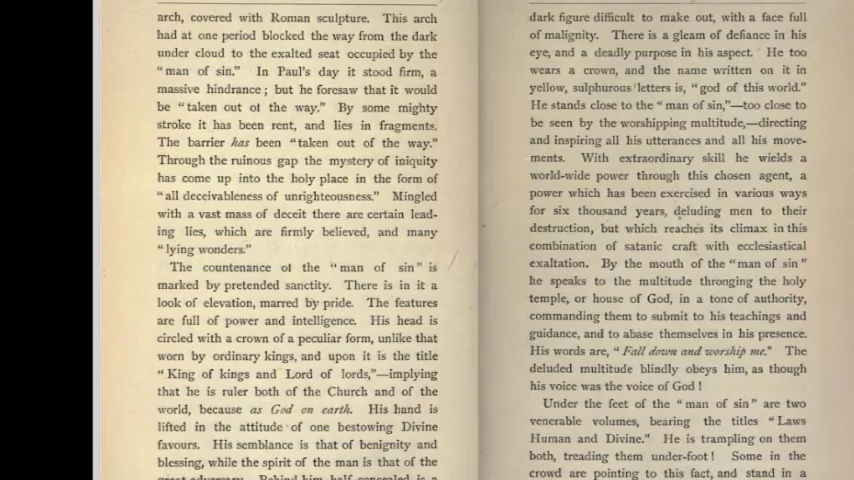 arch, covered with Roman sculpture. This arch
had at one period blocked the way from the dark
under cloud to the exalted seat occupied by the
“man of sin.” In Paul's day it stood firm, a
massive hindrance; but he foresaw that it would
be “taken out of the way.” By some mighty
stroke it has been rent, and lies in fragments.
The barrier has been “taken out of the way.”
Through the ruinous gap the mystery of iniquity
has come up into the holy place in the form of
“all deceivableness of unrighteousness.” Mingled
with a vast mass of deceit there are certain lead-
ing lies, which are firmly believed, and many
“lying wonders.”
The countenance of the “man of sin” is
marked by pretended sanctity. There is in it a
look of elevation, marred by pride. The features
are full of power and intelligence. His head is
circled with a crown of a peculiar form, unlike that
worn by ordinary kings, and upon it is the title
“King of kings and Lord of lords,”—implying
that he is ruler both of the Church and of the
world, because as God on earth. His hand is
lifted in the attitude of one bestowing Divine
favours. His semblance is that of benignity and
blessing, while the spirit of the man is that of the
great adversary. Behind him half concealed is a
dark figure difficult to make out, with a face full
of malignity. There is a gleam of defiance in his
eye, and a deadly purpose in his aspect. He too
wears a crown, and the name written on it in
yellow, sulphurous letters is, “god of this world.”
He stands close to the “man of sin,”—too close to
be seen by the worshipping multitude,—directing
and inspiring all his utterances and all his move-
ments. With extraordinary skill he wields a
world-wide power through this chosen agent, a
power which has been exercised in various ways
for six thousand years, deluding men to their
destruction, but which reaches its climax in this
combination of satanic craft with ecclesiastical
exaltation. By the mouth of the “man of sin”
he speaks to the multitude thronging the holy
temple, or house of God, in a tone of authority,
commanding them to submit to his teachings and
guidance, and to abase themselves in his presence.
His words are, “Fall down and worship me.” The
deluded multitude blindly obeys him, as though
his voice was the voice of God!
Under the feet of the “man of sin” are two
venerable volumes, bearing the titles “Laws
Human and Divine.” He is trampling on them
both, treading them under-foot! Some in the
crowd are pointing to this fact, and stand in a